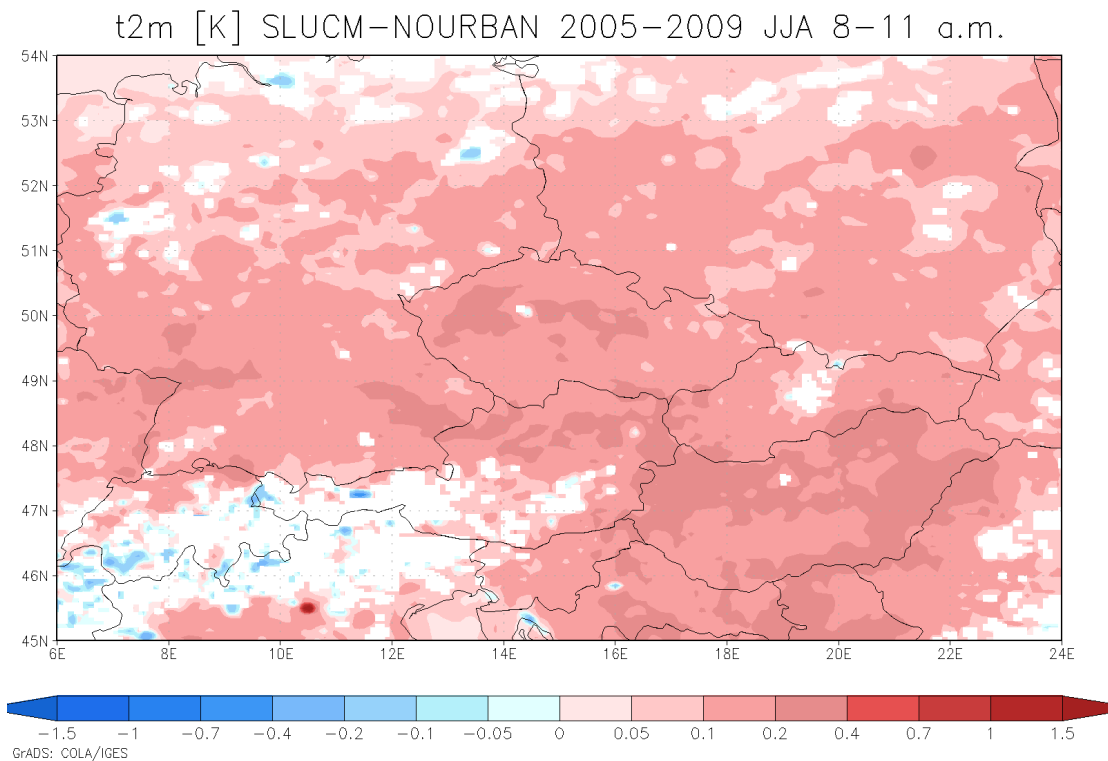 t2m [K] SLUCM-NOURBAN 2005-2009 JJA 8-11 a.m.
54N
53N
52N
51N
50N
49N
48N
47N
46N
45N
6E 8E 10E 12E 14E 16E 18E 20E 22E 24E
-1.5 -1 -0.7 -0.4 -0.2 -0.1 -0.05 0 0.05 0.1 0.2 0.4 0.7 1 1.5
GrADS: COLA/IGES